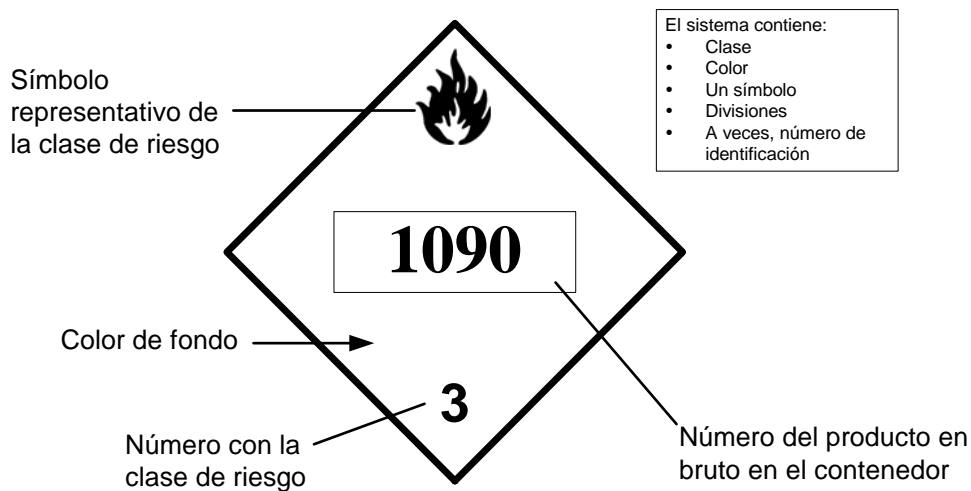 El sistema contiene:
• Clase
• Color
• Un símbolo
• Divisiones
• A veces, número de
identificación
Símbolo
representativo de
la clase de riesgo
1090
Color de fondo
3
Número con la
clase de riesgo
Número del producto en
bruto en el contenedor